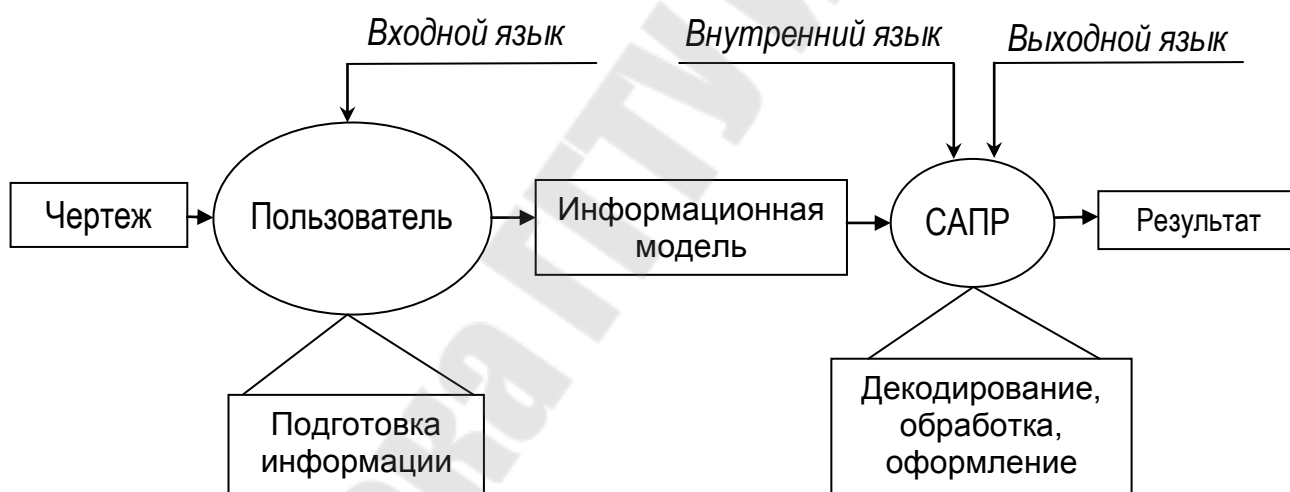 Входной язык
Внутренний язык
Выходной язык
Чертеж
Пользователь
Информационная
модель
САПР
Результат
Подготовка
информации
Декодирование,
обработка,
оформление